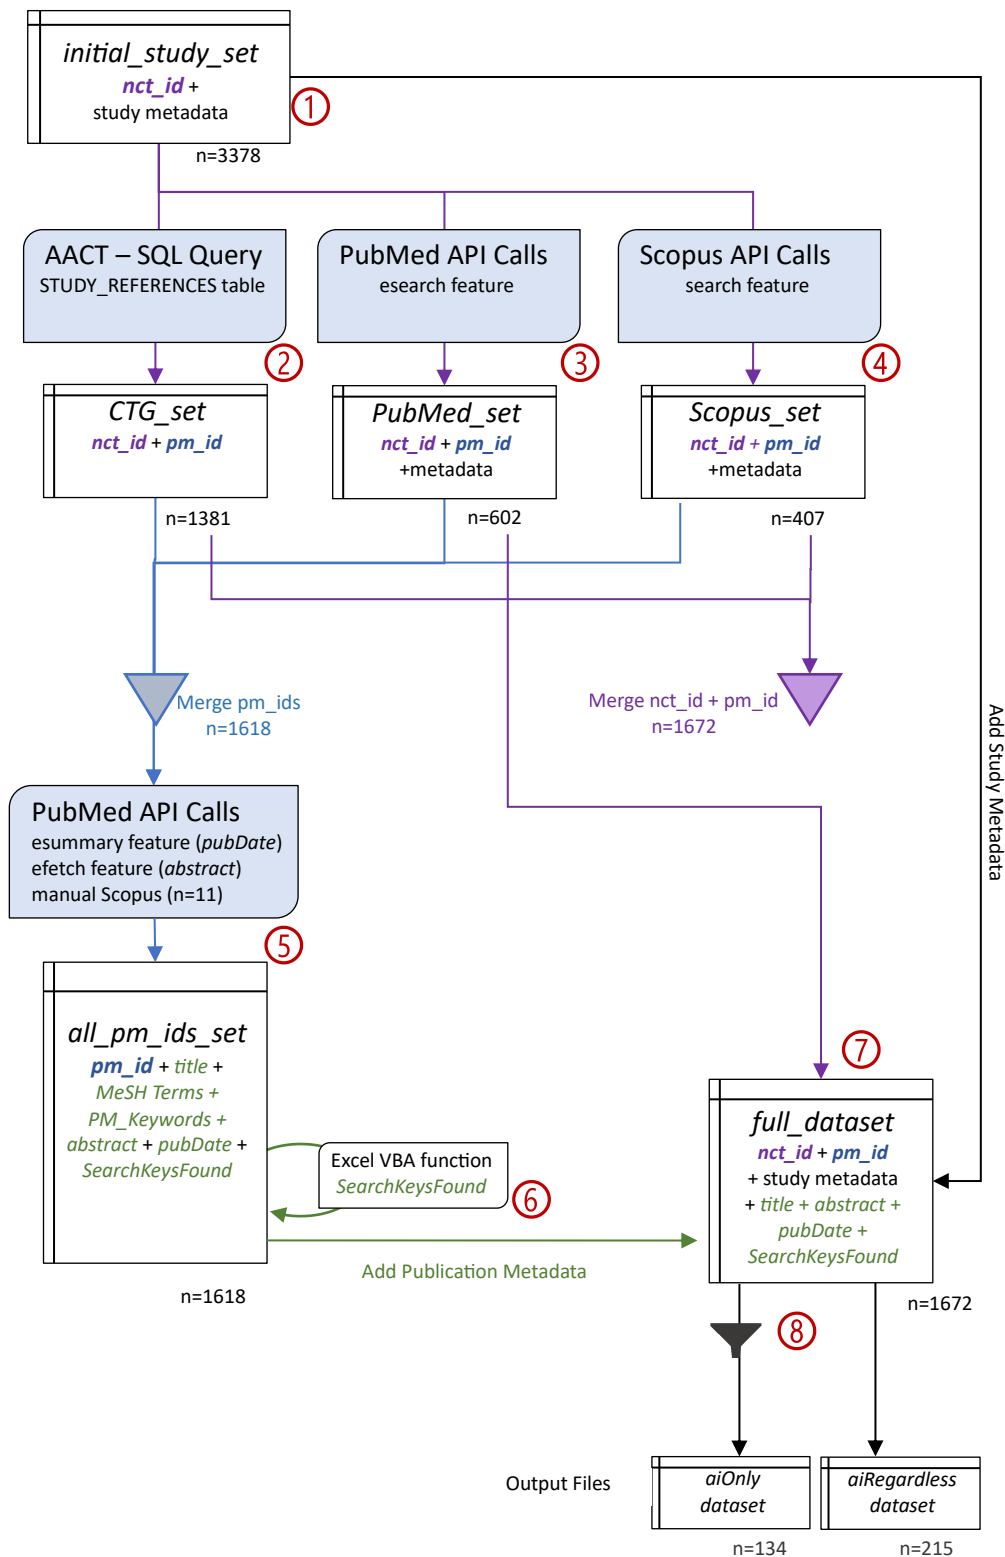 initial_study_set
nct_id +
study metadata
1
n=3378
AACT – SQL Query
STUDY_REFERENCES table
PubMed API Calls
esearch feature
Scopus API Calls
search feature
2
3
4
CTG_set
nct_id + pm_id
PubMed_set
nct_id + pm_id
+metadata
Scopus_set
nct_id + pm_id
+metadata
n=1381
n=602
n=407
Merge pm_ids
n=1618
Merge nct_id + pm_id
n=1672
Add Study Metadata
PubMed API Calls
esummary feature (pubDate)
efetch feature (abstract)
manual Scopus (n=11)
5
all_pm_ids_set
pm_id + title +
MeSH Terms +
PM_Keywords +
abstract + pubDate +
SearchKeysFound
Excel VBA function
SearchKeysFound
6
Add Publication Metadata
n=1618
7
full_dataset
nct_id + pm_id
+ study metadata
+ title + abstract +
pubDate +
SearchKeysFound
n=1672
8
Output Files
aiOnly
dataset
aiRegardless
dataset
n=134
n=215